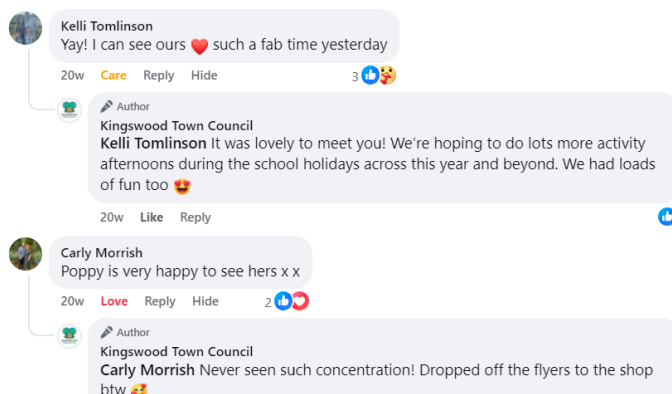 Kelli Tomlinson
Yay! I can see ours ❤️ such a fab time yesterday
20w Care Reply Hide 3
Author
Kingswood Town Council
Kelli Tomlinson It was lovely to meet you! We’re hoping to do lots more activity
afternoons during the school holidays across this year and beyond. We had loads
of fun too 😍
20w Like Reply
Carly Morrish
Poppy is very happy to see hers x x
20w Love Reply Hide 2
Author
Kingswood Town Council
Carly Morrish Never seen such concentration! Dropped off the flyers to the shop
btw 🥰